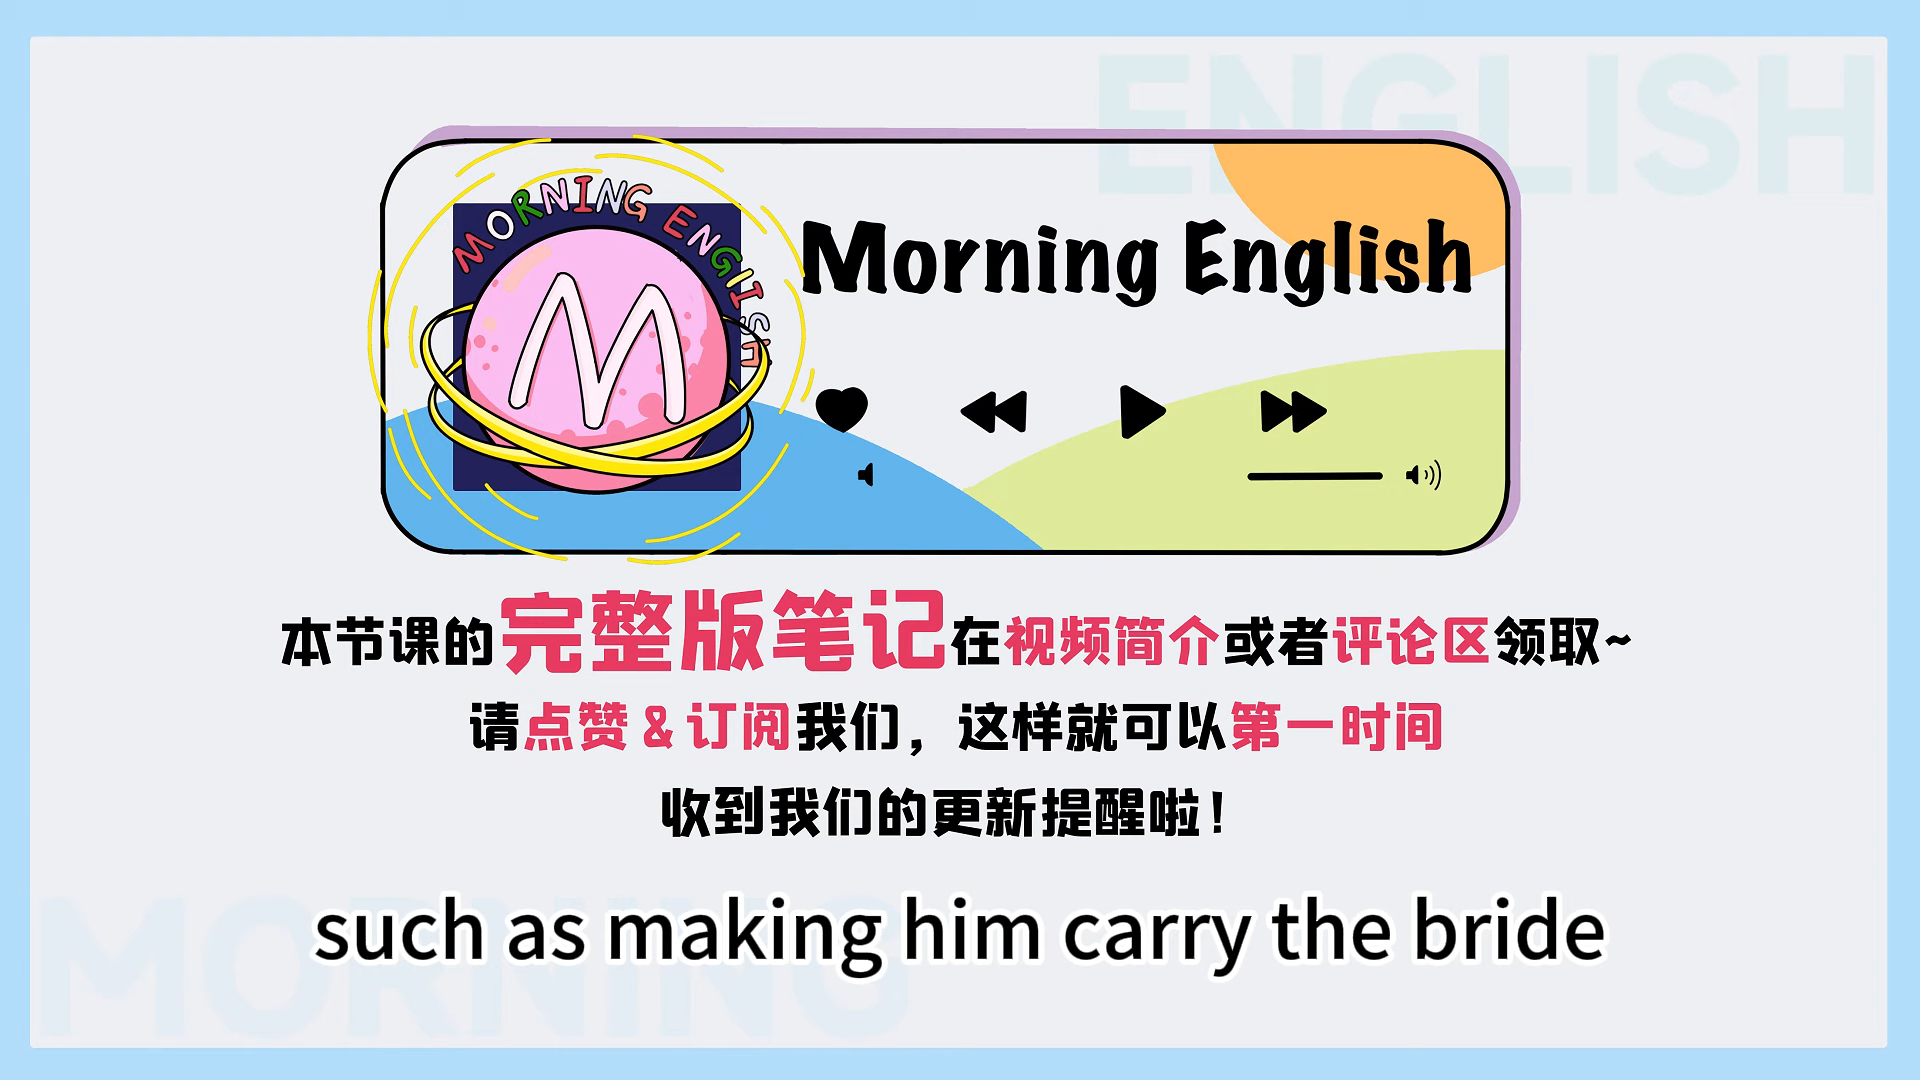 ENGLISH
MORNING ENGlISH
M
Morning English
本节课的完整版笔记在视频简介或者评论区领取~
请点赞&订阅我们，这样就可以第一时间
收到我们的更新提醒啦！
MORNING
such as making him carry the bride